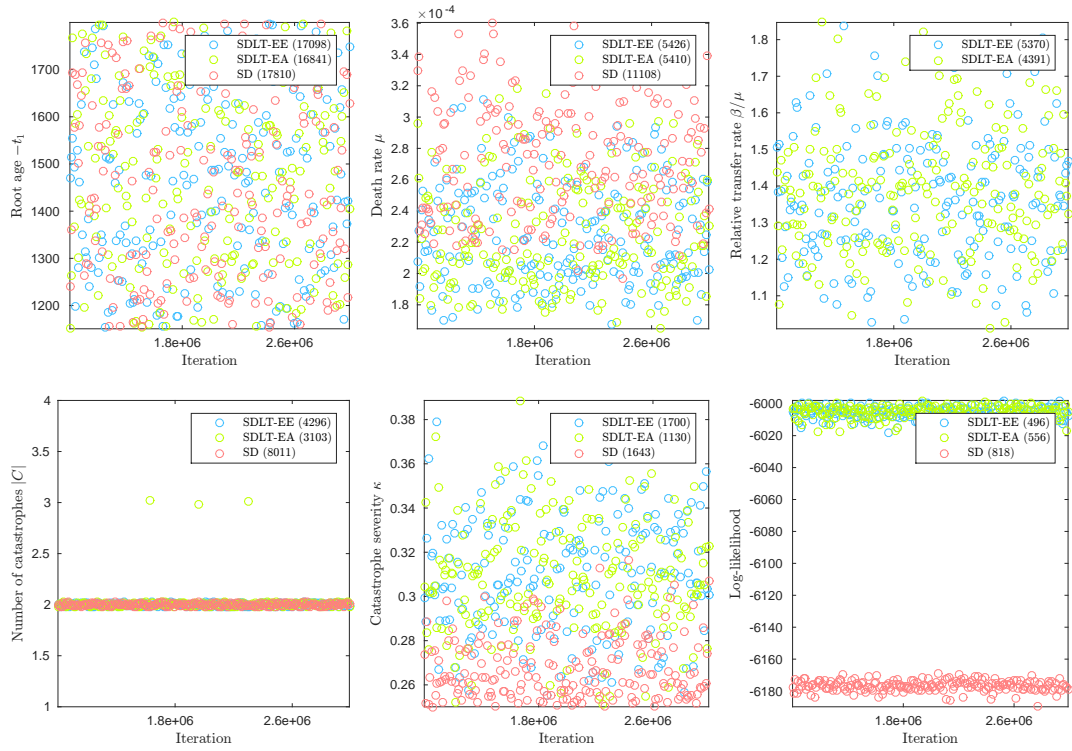 Root age −t₁
1700
1600
1500
1400
1300
1200
SDLT-EE (17098)
SDLT-EA (16841)
SD (17810)
1.8e+06
2.6e+06
Iteration
×10⁻⁴
Death rate μ
3.6
3.4
3.2
3
2.8
2.6
2.4
2.2
2
1.8
SDLT-EE (5426)
SDLT-EA (5410)
SD (11108)
1.8e+06
2.6e+06
Iteration
Relative transfer rate β/μ
1.8
1.7
1.6
1.5
1.4
1.3
1.2
1.1
SDLT-EE (5370)
SDLT-EA (4391)
1.8e+06
2.6e+06
Iteration
Number of catastrophes |C|
4
3.5
3
2.5
2
1.5
1
SDLT-EE (4296)
SDLT-EA (3103)
SD (8011)
1.8e+06
2.6e+06
Iteration
Catastrophe severity κ
0.38
0.36
0.34
0.32
0.3
0.28
0.26
SDLT-EE (1700)
SDLT-EA (1130)
SD (1643)
1.8e+06
2.6e+06
Iteration
Log-likelihood
-6000
-6020
-6040
-6060
-6080
-6100
-6120
-6140
-6160
-6180
SDLT-EE (496)
SDLT-EA (556)
SD (818)
1.8e+06
2.6e+06
Iteration